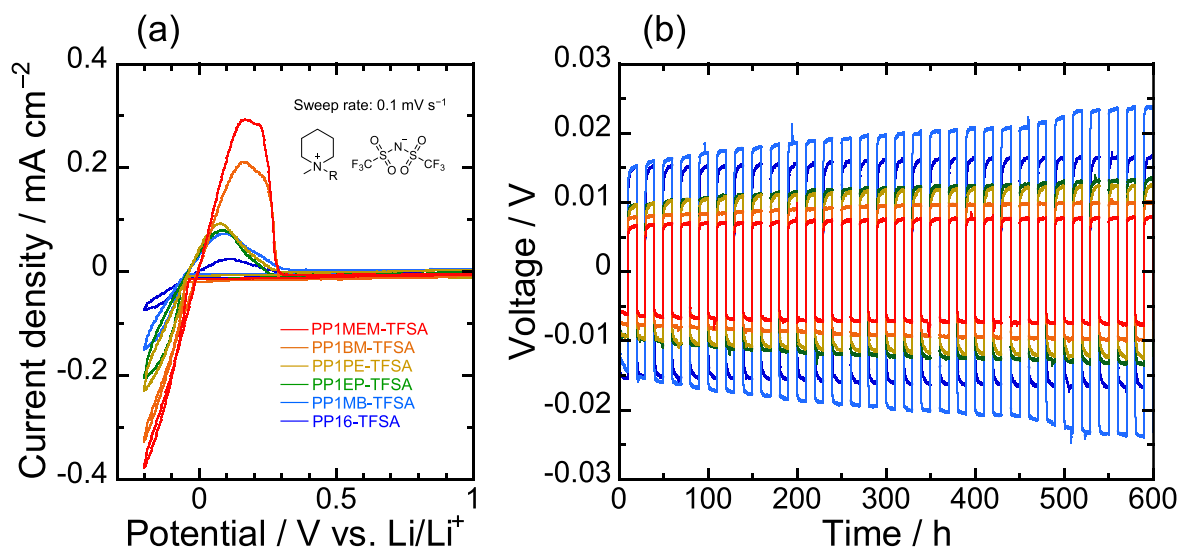 (a)
Current density / mA cm⁻²
0.4
0.2
0
-0.2
-0.4
Sweep rate: 0.1 mV s⁻¹
N
+
R
F₃C
S
O
O
N
−
S
O
O
CF₃
PP1MEM-TFSA
PP1BM-TFSA
PP1PE-TFSA
PP1EP-TFSA
PP1MB-TFSA
PP16-TFSA
0
0.5
1
Potential / V vs. Li/Li⁺
(b)
Voltage / V
0.03
0.02
0.01
0
-0.01
-0.02
-0.03
0
100
200
300
400
500
600
Time / h